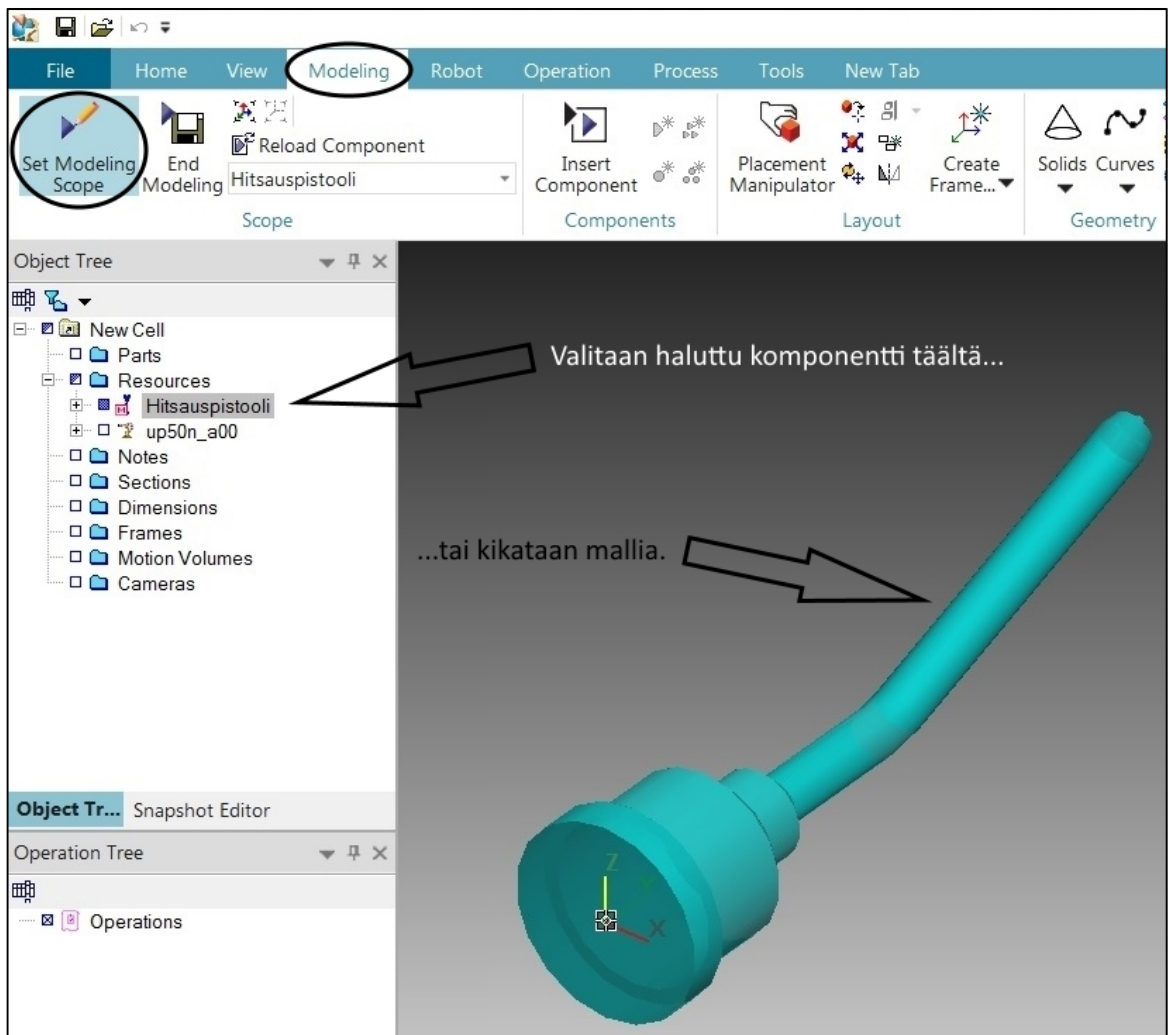 File Home View Modeling Robot Operation Process Tools New Tab
Set Modeling Scope
End Modeling
Reload Component
Hitsauspistooli
Insert Component
Placement Manipulator
Create Frame...
Solids Curves
Scope Components Layout Geometry
Object Tree
New Cell
Parts
Resources
Hitsauspistooli
up50n_a00
Notes
Sections
Dimensions
Frames
Motion Volumes
Cameras
Valitaan haluttu komponentti täältä...
...tai kikataan mallia.
Z
Y
X
Object Tr... Snapshot Editor
Operation Tree
Operations